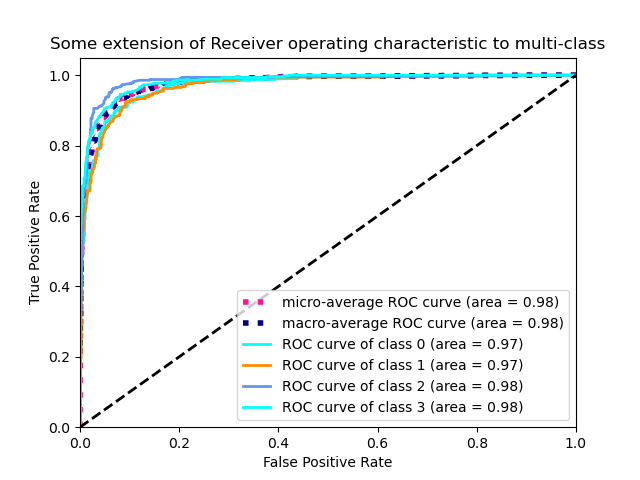 Some extension of Receiver operating characteristic to multi-class
1.0
0.8
0.6
0.4
0.2
0.0
True Positive Rate
micro-average ROC curve (area = 0.98)
macro-average ROC curve (area = 0.98)
ROC curve of class 0 (area = 0.97)
ROC curve of class 1 (area = 0.97)
ROC curve of class 2 (area = 0.98)
ROC curve of class 3 (area = 0.98)
0.0 0.2 0.4 0.6 0.8 1.0
False Positive Rate